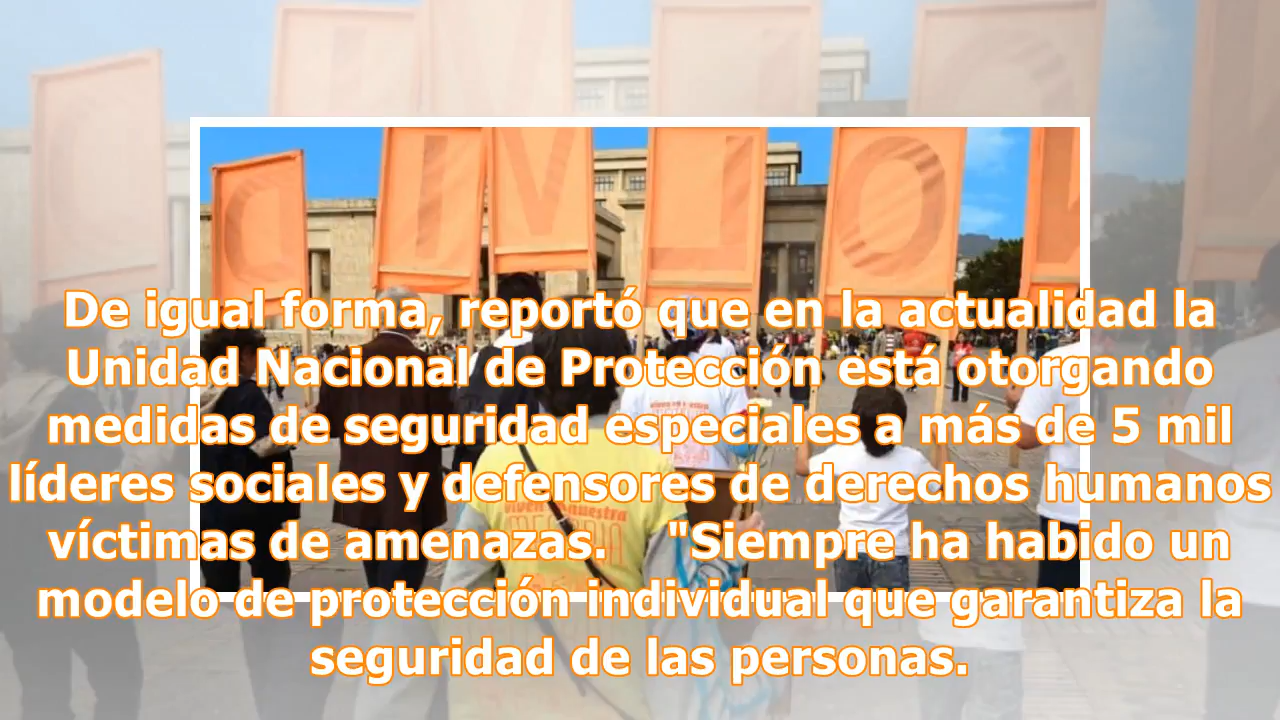 D I V I L O
De igual forma, reportó que en la actualidad la
Unidad Nacional de Protección está otorgando
medidas de seguridad especiales a más de 5 mil
líderes sociales y defensores de derechos humanos
víctimas de amenazas. "Siempre ha habido un
modelo de protección individual que garantiza la
seguridad de las personas.